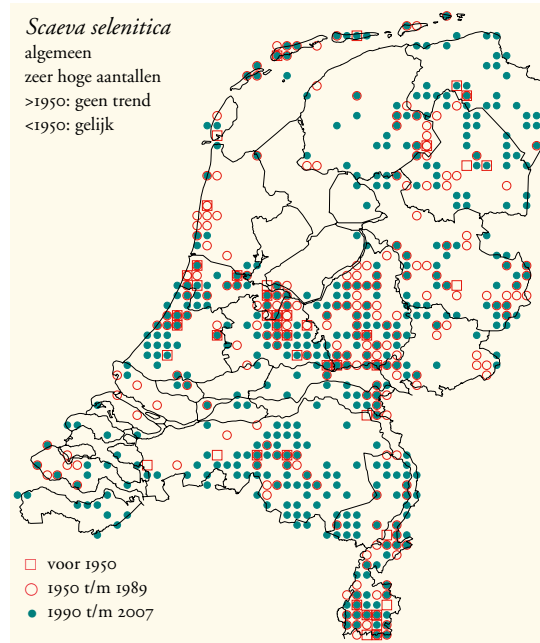 Scaeva selenitica
algemeen
zeer hoge aantallen
>1950: geen trend
<1950: gelijk
voor 1950
1950 t/m 1989
1990 t/m 2007